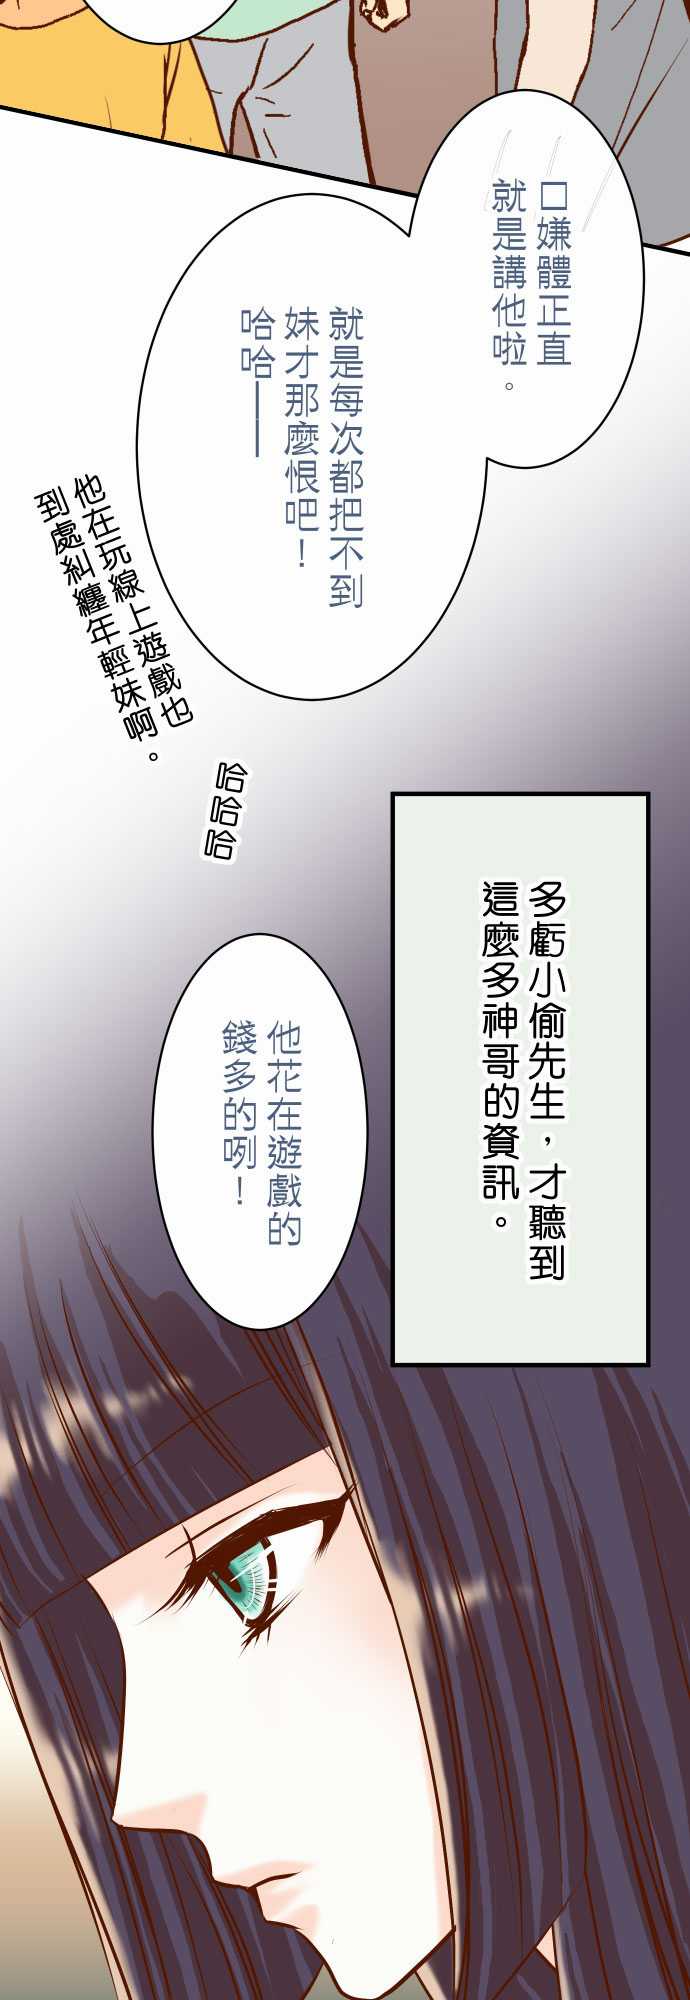 口嫌體正直
就是講他啦。
就是每次都把不到
妹才那麼恨吧！
哈哈──
他在玩線上遊戲也
到處糾纏年輕妹啊。
哈哈哈
多虧小偷先生，才聽到
這麼多神哥的資訊。
他花在遊戲的
錢多的咧！